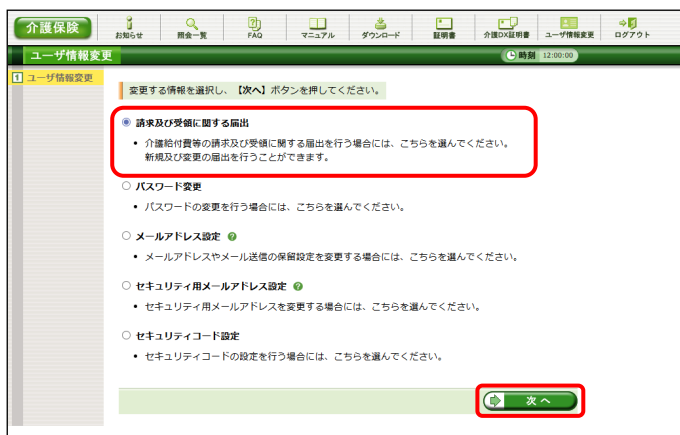 介護保険
お知らせ
照会一覧
FAQ
マニュアル
ダウンロード
証明書
介護DX証明書
ユーザ情報変更
ログアウト
ユーザ情報変更
時刻 12:00:00
1 ユーザ情報変更
変更する情報を選択し、【次へ】ボタンを押してください。
請求及び受領に関する届出
• 介護給付費等の請求及び受領に関する届出を行う場合には、こちらを選んでください。
新規及び変更の届出を行うことができます。
パスワード変更
• パスワードの変更を行う場合には、こちらを選んでください。
メールアドレス設定 ?
• メールアドレスやメール送信の保留設定を変更する場合には、こちらを選んでください。
セキュリティ用メールアドレス設定 ?
• セキュリティ用メールアドレスを変更する場合には、こちらを選んでください。
セキュリティコード設定
• セキュリティコードの設定を行う場合には、こちらを選んでください。
次へ